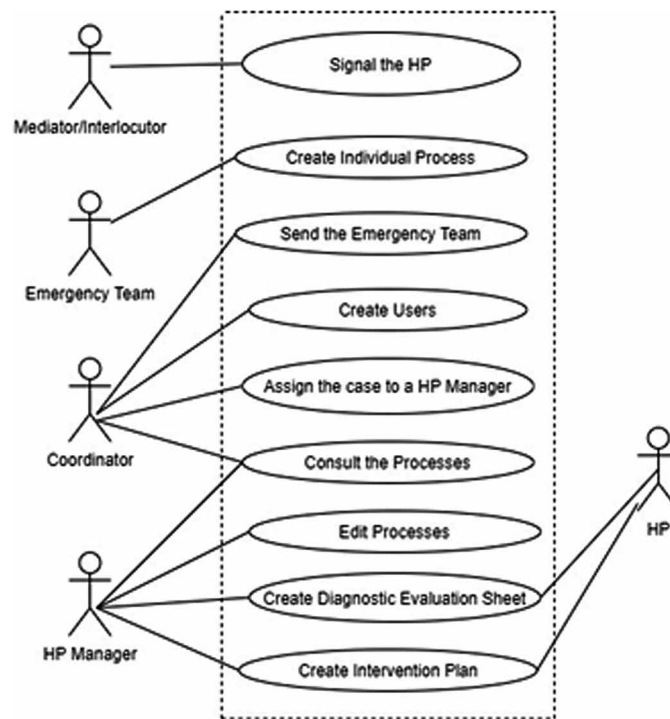 Signal the HP
Mediator/Interlocutor
Create Individual Process
Emergency Team
Send the Emergency Team
Create Users
Assign the case to a HP Manager
Coordinator
Consult the Processes
HP
Edit Processes
Create Diagnostic Evaluation Sheet
HP Manager
Create Intervention Plan